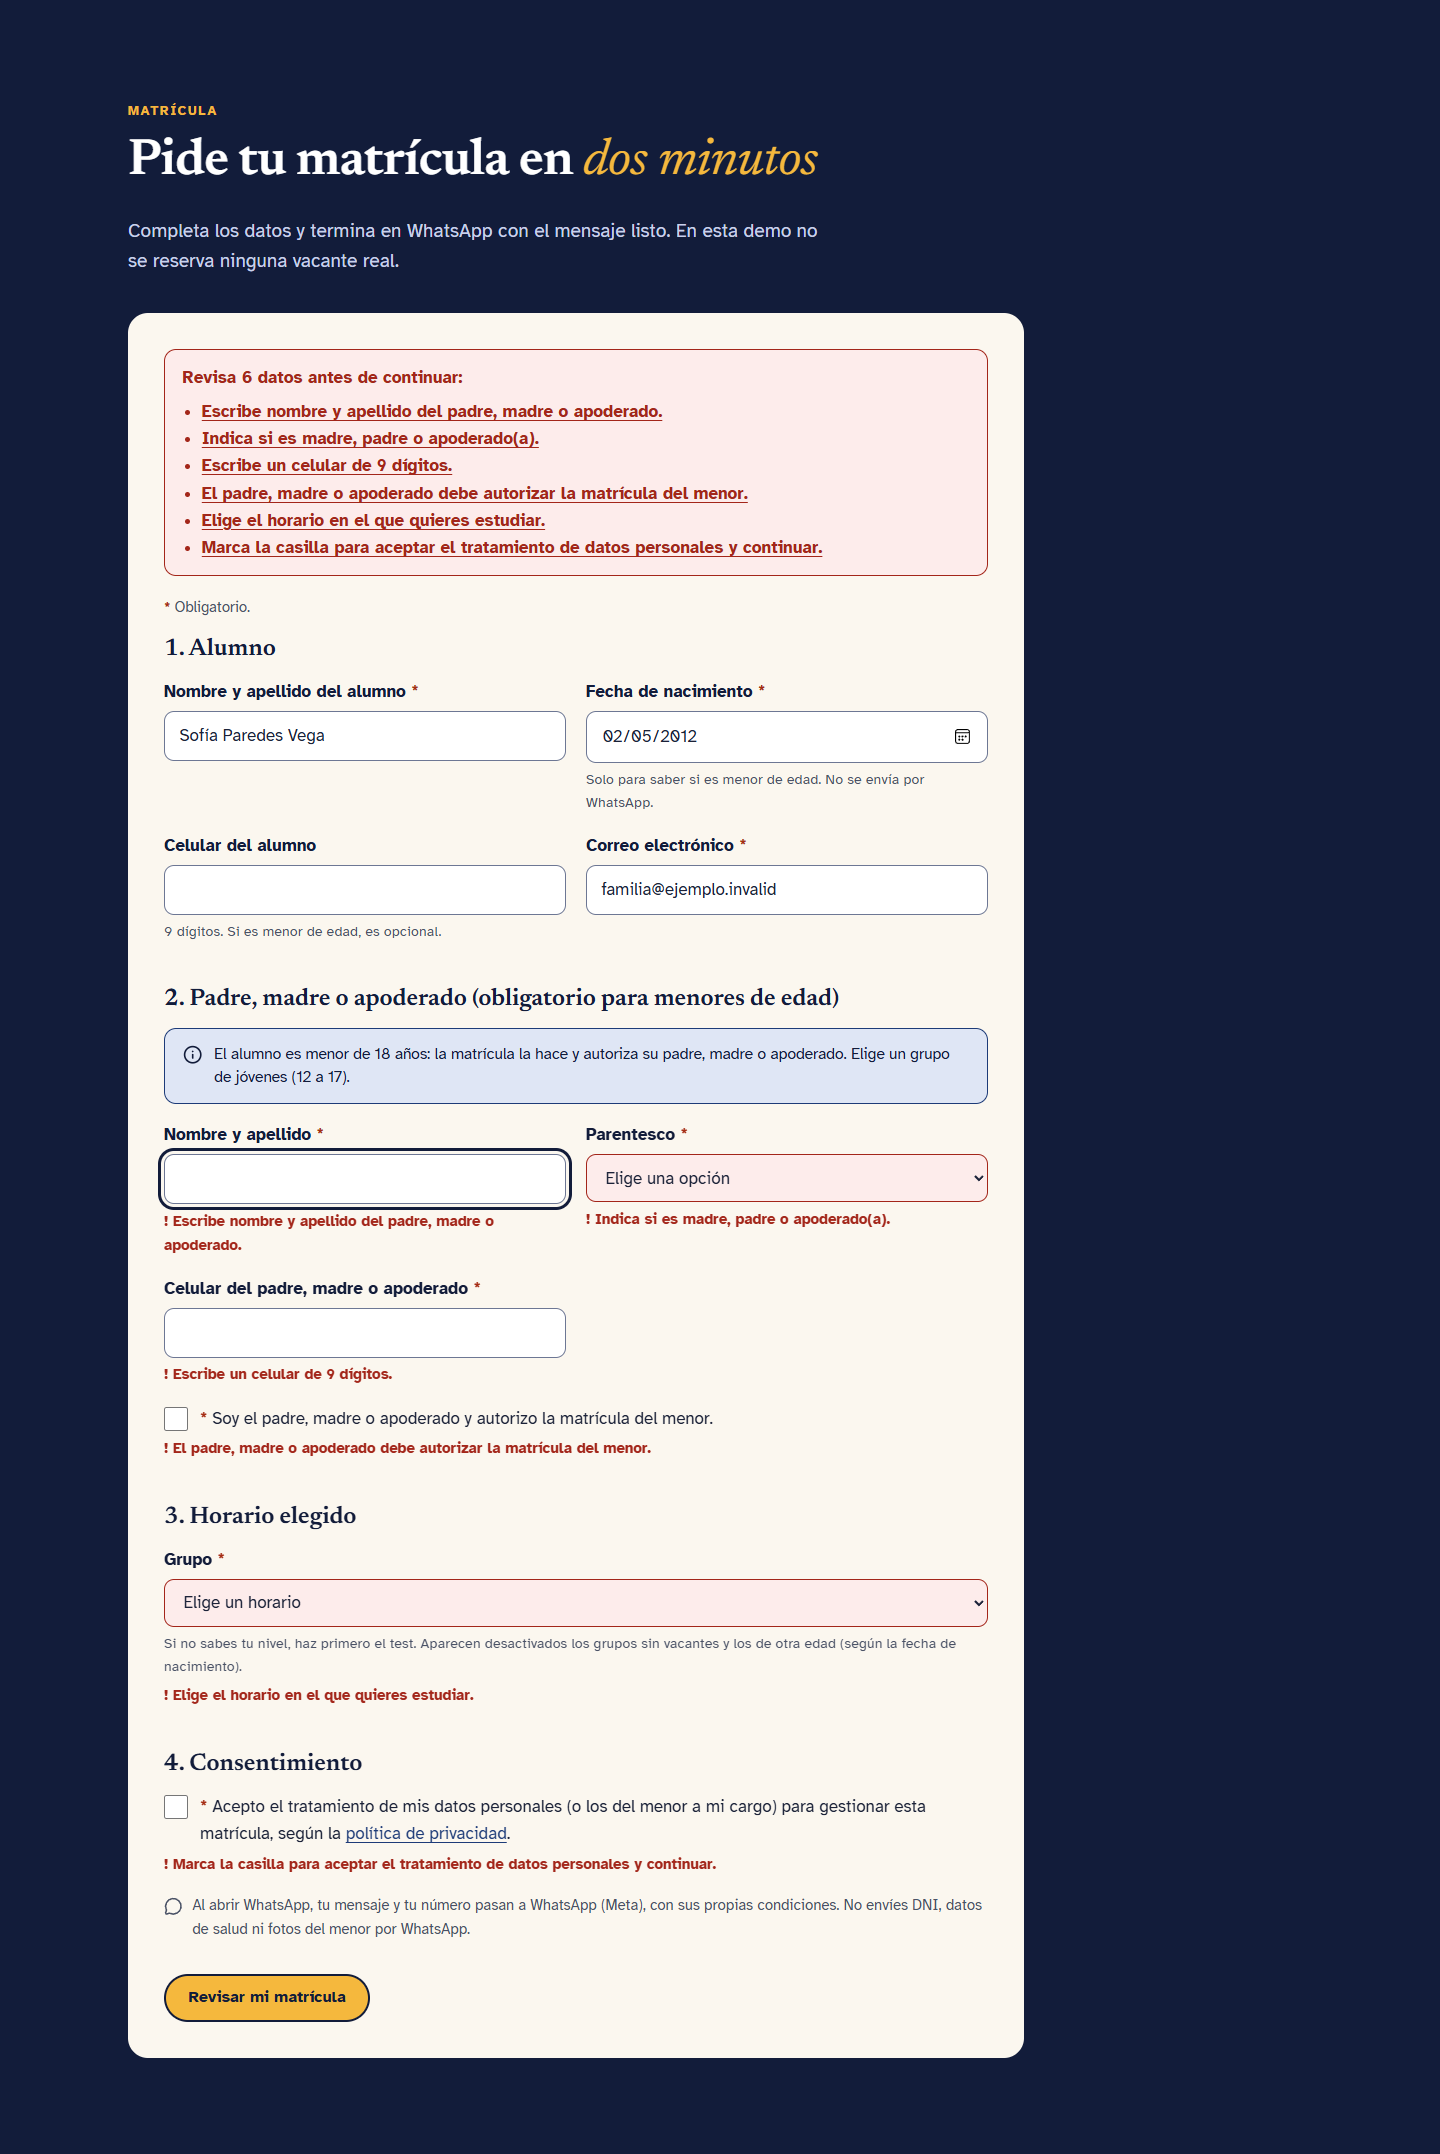 MATRÍCULA
Pide tu matrícula en dos minutos
Completa los datos y termina en WhatsApp con el mensaje listo. En esta demo no
se reserva ninguna vacante real.
Revisa 6 datos antes de continuar:
• Escribe nombre y apellido del padre, madre o apoderado.
• Indica si es madre, padre o apoderado(a).
• Escribe un celular de 9 dígitos.
• El padre, madre o apoderado debe autorizar la matrícula del menor.
• Elige el horario en el que quieres estudiar.
• Marca la casilla para aceptar el tratamiento de datos personales y continuar.
* Obligatorio.
1. Alumno
Nombre y apellido del alumno *
Sofía Paredes Vega
Fecha de nacimiento *
02/05/2012
Solo para saber si es menor de edad. No se envía por
WhatsApp.
Celular del alumno
9 dígitos. Si es menor de edad, es opcional.
Correo electrónico *
familia@ejemplo.invalid
2. Padre, madre o apoderado (obligatorio para menores de edad)
El alumno es menor de 18 años: la matrícula la hace y autoriza su padre, madre o apoderado. Elige un grupo
de jóvenes (12 a 17).
Nombre y apellido *
! Escribe nombre y apellido del padre, madre o
apoderado.
Parentesco *
Elige una opción
! Indica si es madre, padre o apoderado(a).
Celular del padre, madre o apoderado *
! Escribe un celular de 9 dígitos.
* Soy el padre, madre o apoderado y autorizo la matrícula del menor.
! El padre, madre o apoderado debe autorizar la matrícula del menor.
3. Horario elegido
Grupo *
Elige un horario
Si no sabes tu nivel, haz primero el test. Aparecen desactivados los grupos sin vacantes y los de otra edad (según la fecha de
nacimiento).
! Elige el horario en el que quieres estudiar.
4. Consentimiento
* Acepto el tratamiento de mis datos personales (o los del menor a mi cargo) para gestionar esta
matrícula, según la política de privacidad.
! Marca la casilla para aceptar el tratamiento de datos personales y continuar.
Al abrir WhatsApp, tu mensaje y tu número pasan a WhatsApp (Meta), con sus propias condiciones. No envíes DNI, datos
de salud ni fotos del menor por WhatsApp.
Revisar mi matrícula